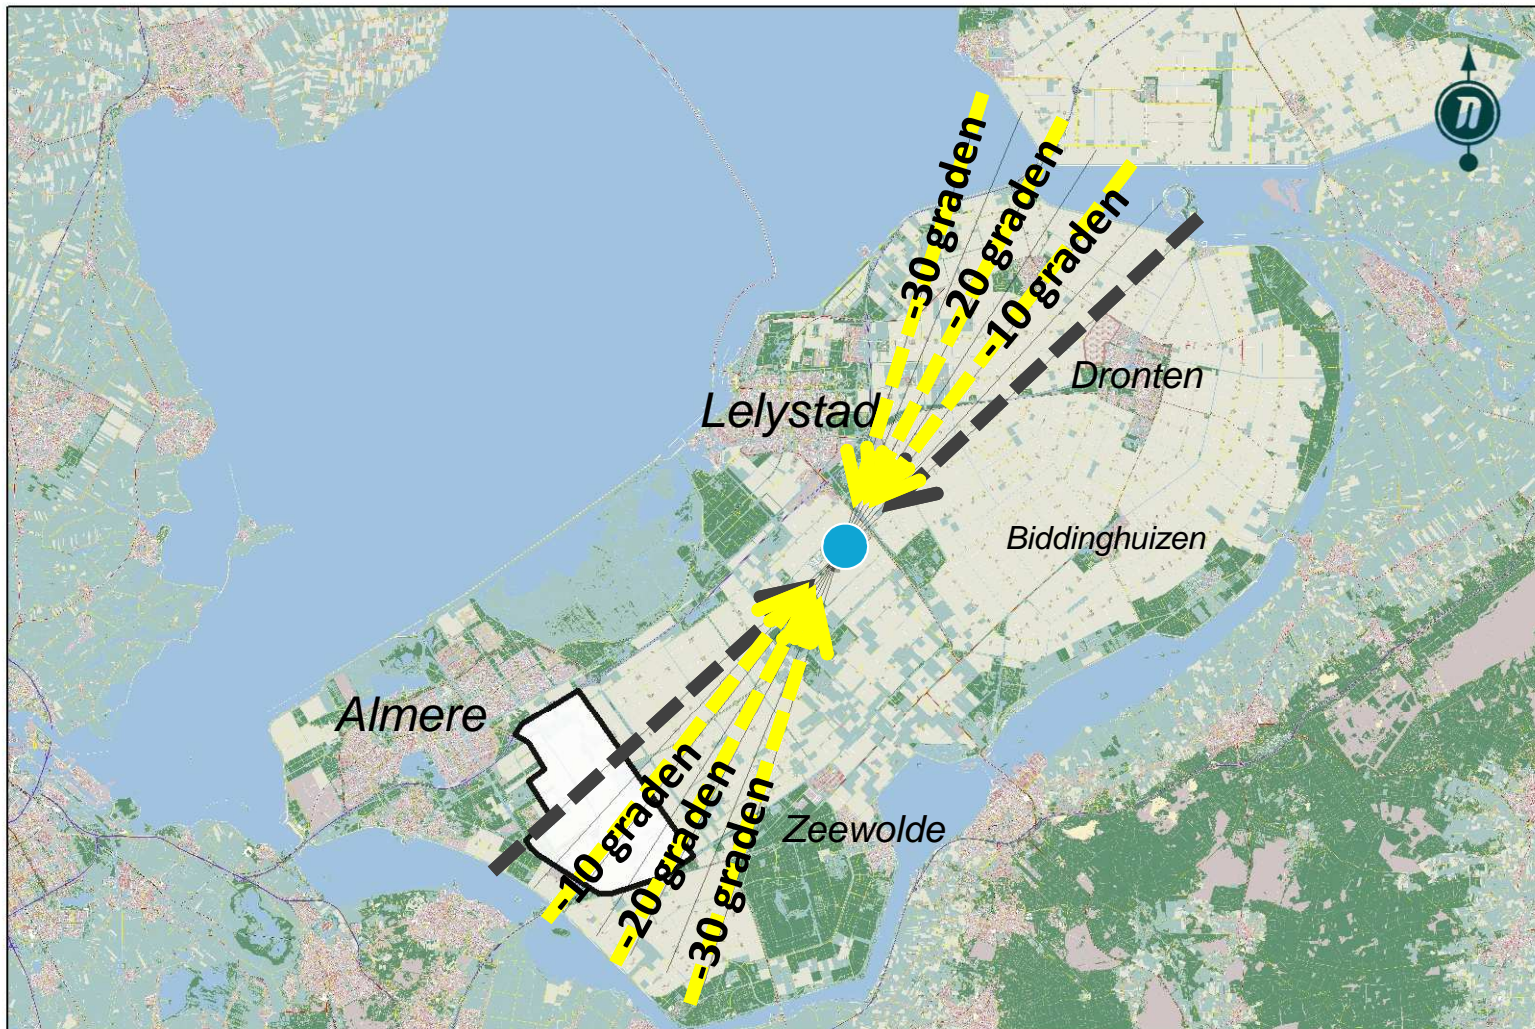 -30 graden
-20 graden
-10 graden
Dronten
Lelystad
Biddinghuizen
Almere
-10 graden
-20 graden
-30 graden
Zeewolde